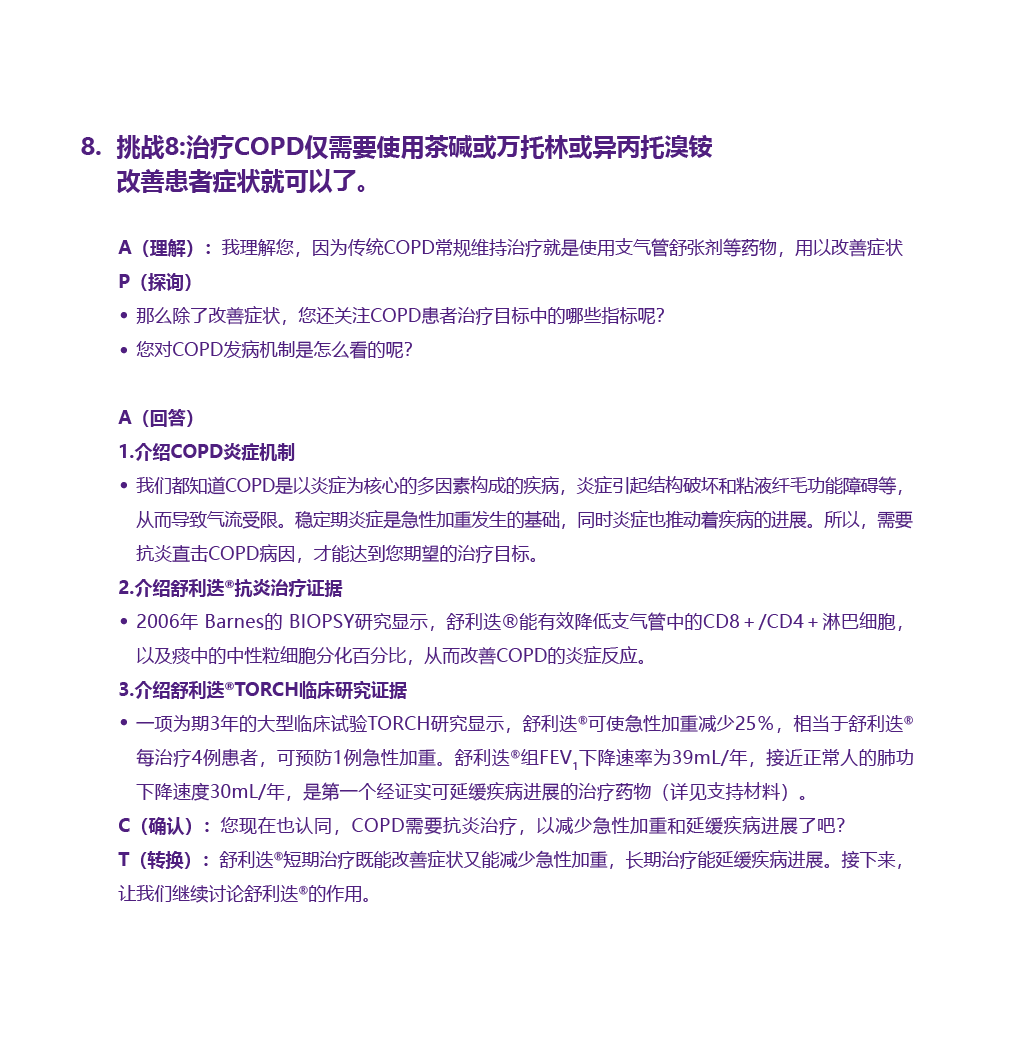 8. 挑战8:治疗COPD仅需要使用茶碱或万托林或异丙托溴铵
改善患者症状就可以了。
A（理解）：我理解您，因为传统COPD常规维持治疗就是使用支气管舒张剂等药物，用以改善症状
P（探询）
• 那么除了改善症状，您还关注COPD患者治疗目标中的哪些指标呢？
• 您对COPD发病机制是怎么看的呢？
A（回答）
1.介绍COPD炎症机制
• 我们都知道COPD是以炎症为核心的多因素构成的疾病，炎症引起结构破坏和粘液纤毛功能障碍等，
从而导致气流受限。稳定期炎症是急性加重发生的基础，同时炎症也推动着疾病的进展。所以，需要
抗炎直击COPD病因，才能达到您期望的治疗目标。
2.介绍舒利迭®抗炎治疗证据
• 2006年 Barnes的 BIOPSY研究显示，舒利迭®能有效降低支气管中的CD8＋/CD4＋淋巴细胞，
以及痰中的中性粒细胞分化百分比，从而改善COPD的炎症反应。
3.介绍舒利迭®TORCH临床研究证据
• 一项为期3年的大型临床试验TORCH研究显示，舒利迭®可使急性加重减少25%，相当于舒利迭®
每治疗4例患者，可预防1例急性加重。舒利迭®组FEV1下降速率为39mL/年，接近正常人的肺功
下降速度30mL/年，是第一个经证实可延缓疾病进展的治疗药物（详见支持材料）。
C（确认）：您现在也认同，COPD需要抗炎治疗，以减少急性加重和延缓疾病进展了吧？
T（转换）：舒利迭®短期治疗既能改善症状又能减少急性加重，长期治疗能延缓疾病进展。接下来，
让我们继续讨论舒利迭®的作用。